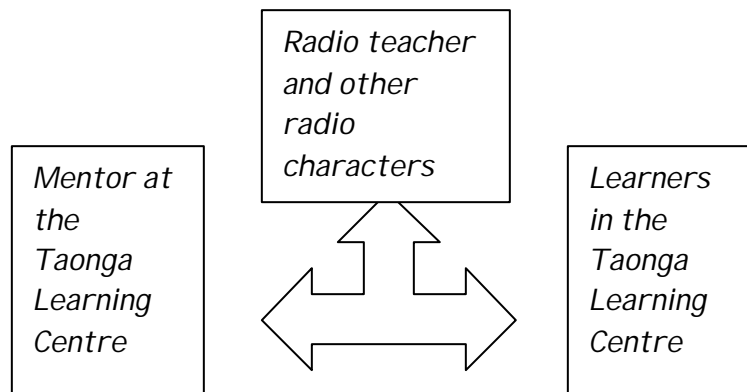 Radio teacher
and other
radio
characters
Mentor at
the
Taonga
Learning
Centre
Learners
in the
Taonga
Learning
Centre